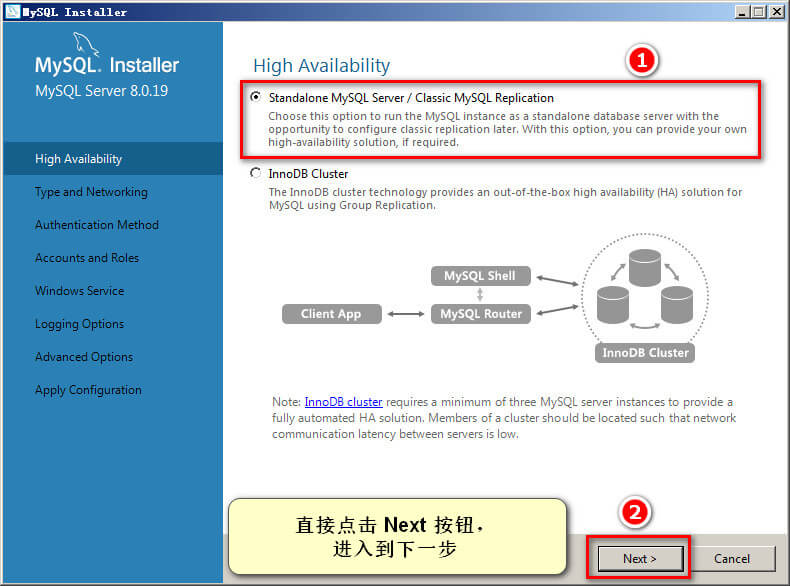 MySQL Installer
MySQL. Installer
MySQL Server 8.0.19
High Availability
Type and Networking
Authentication Method
Accounts and Roles
Windows Service
Logging Options
Advanced Options
Apply Configuration
High Availability
1
Standalone MySQL Server / Classic MySQL Replication
Choose this option to run the MySQL instance as a standalone database server with the
opportunity to configure classic replication later. With this option, you can provide your own
high-availability solution, if required.
InnoDB Cluster
The InnoDB cluster technology provides an out-of-the-box high availability (HA) solution for
MySQL using Group Replication.
MySQL Shell
Client App
MySQL Router
InnoDB Cluster
Note: InnoDB cluster requires a minimum of three MySQL server instances to provide a
fully automated HA solution. Members of a cluster should be located such that network
communication latency between servers is low.
直接点击 Next 按钮，
进入到下一步
2
Next >
Cancel